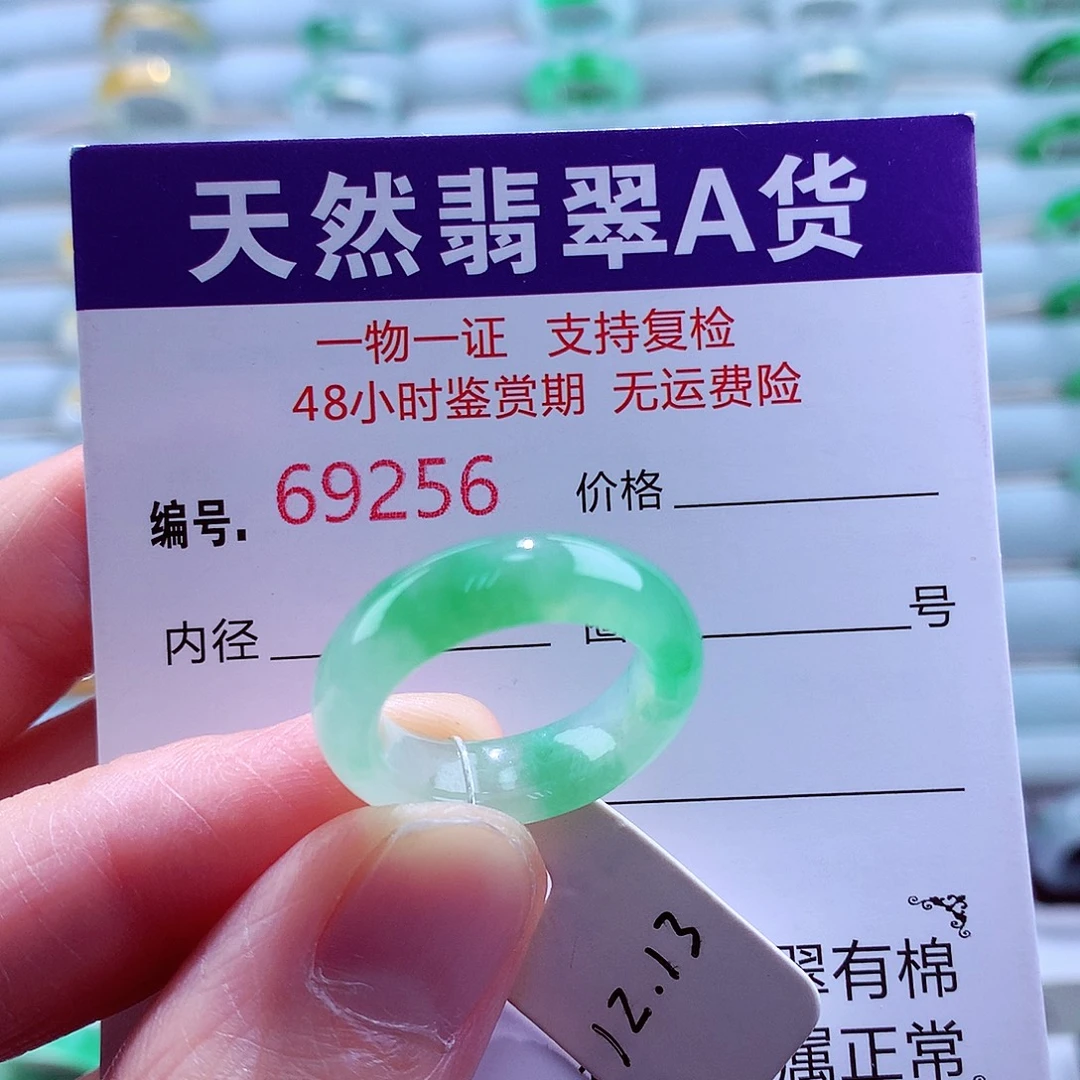 天然翡翠A货
一物一证 支持复检
48小时鉴赏期 无运费险
编号. 69256 价格
内径 号
12.13
翠有棉
属正常。